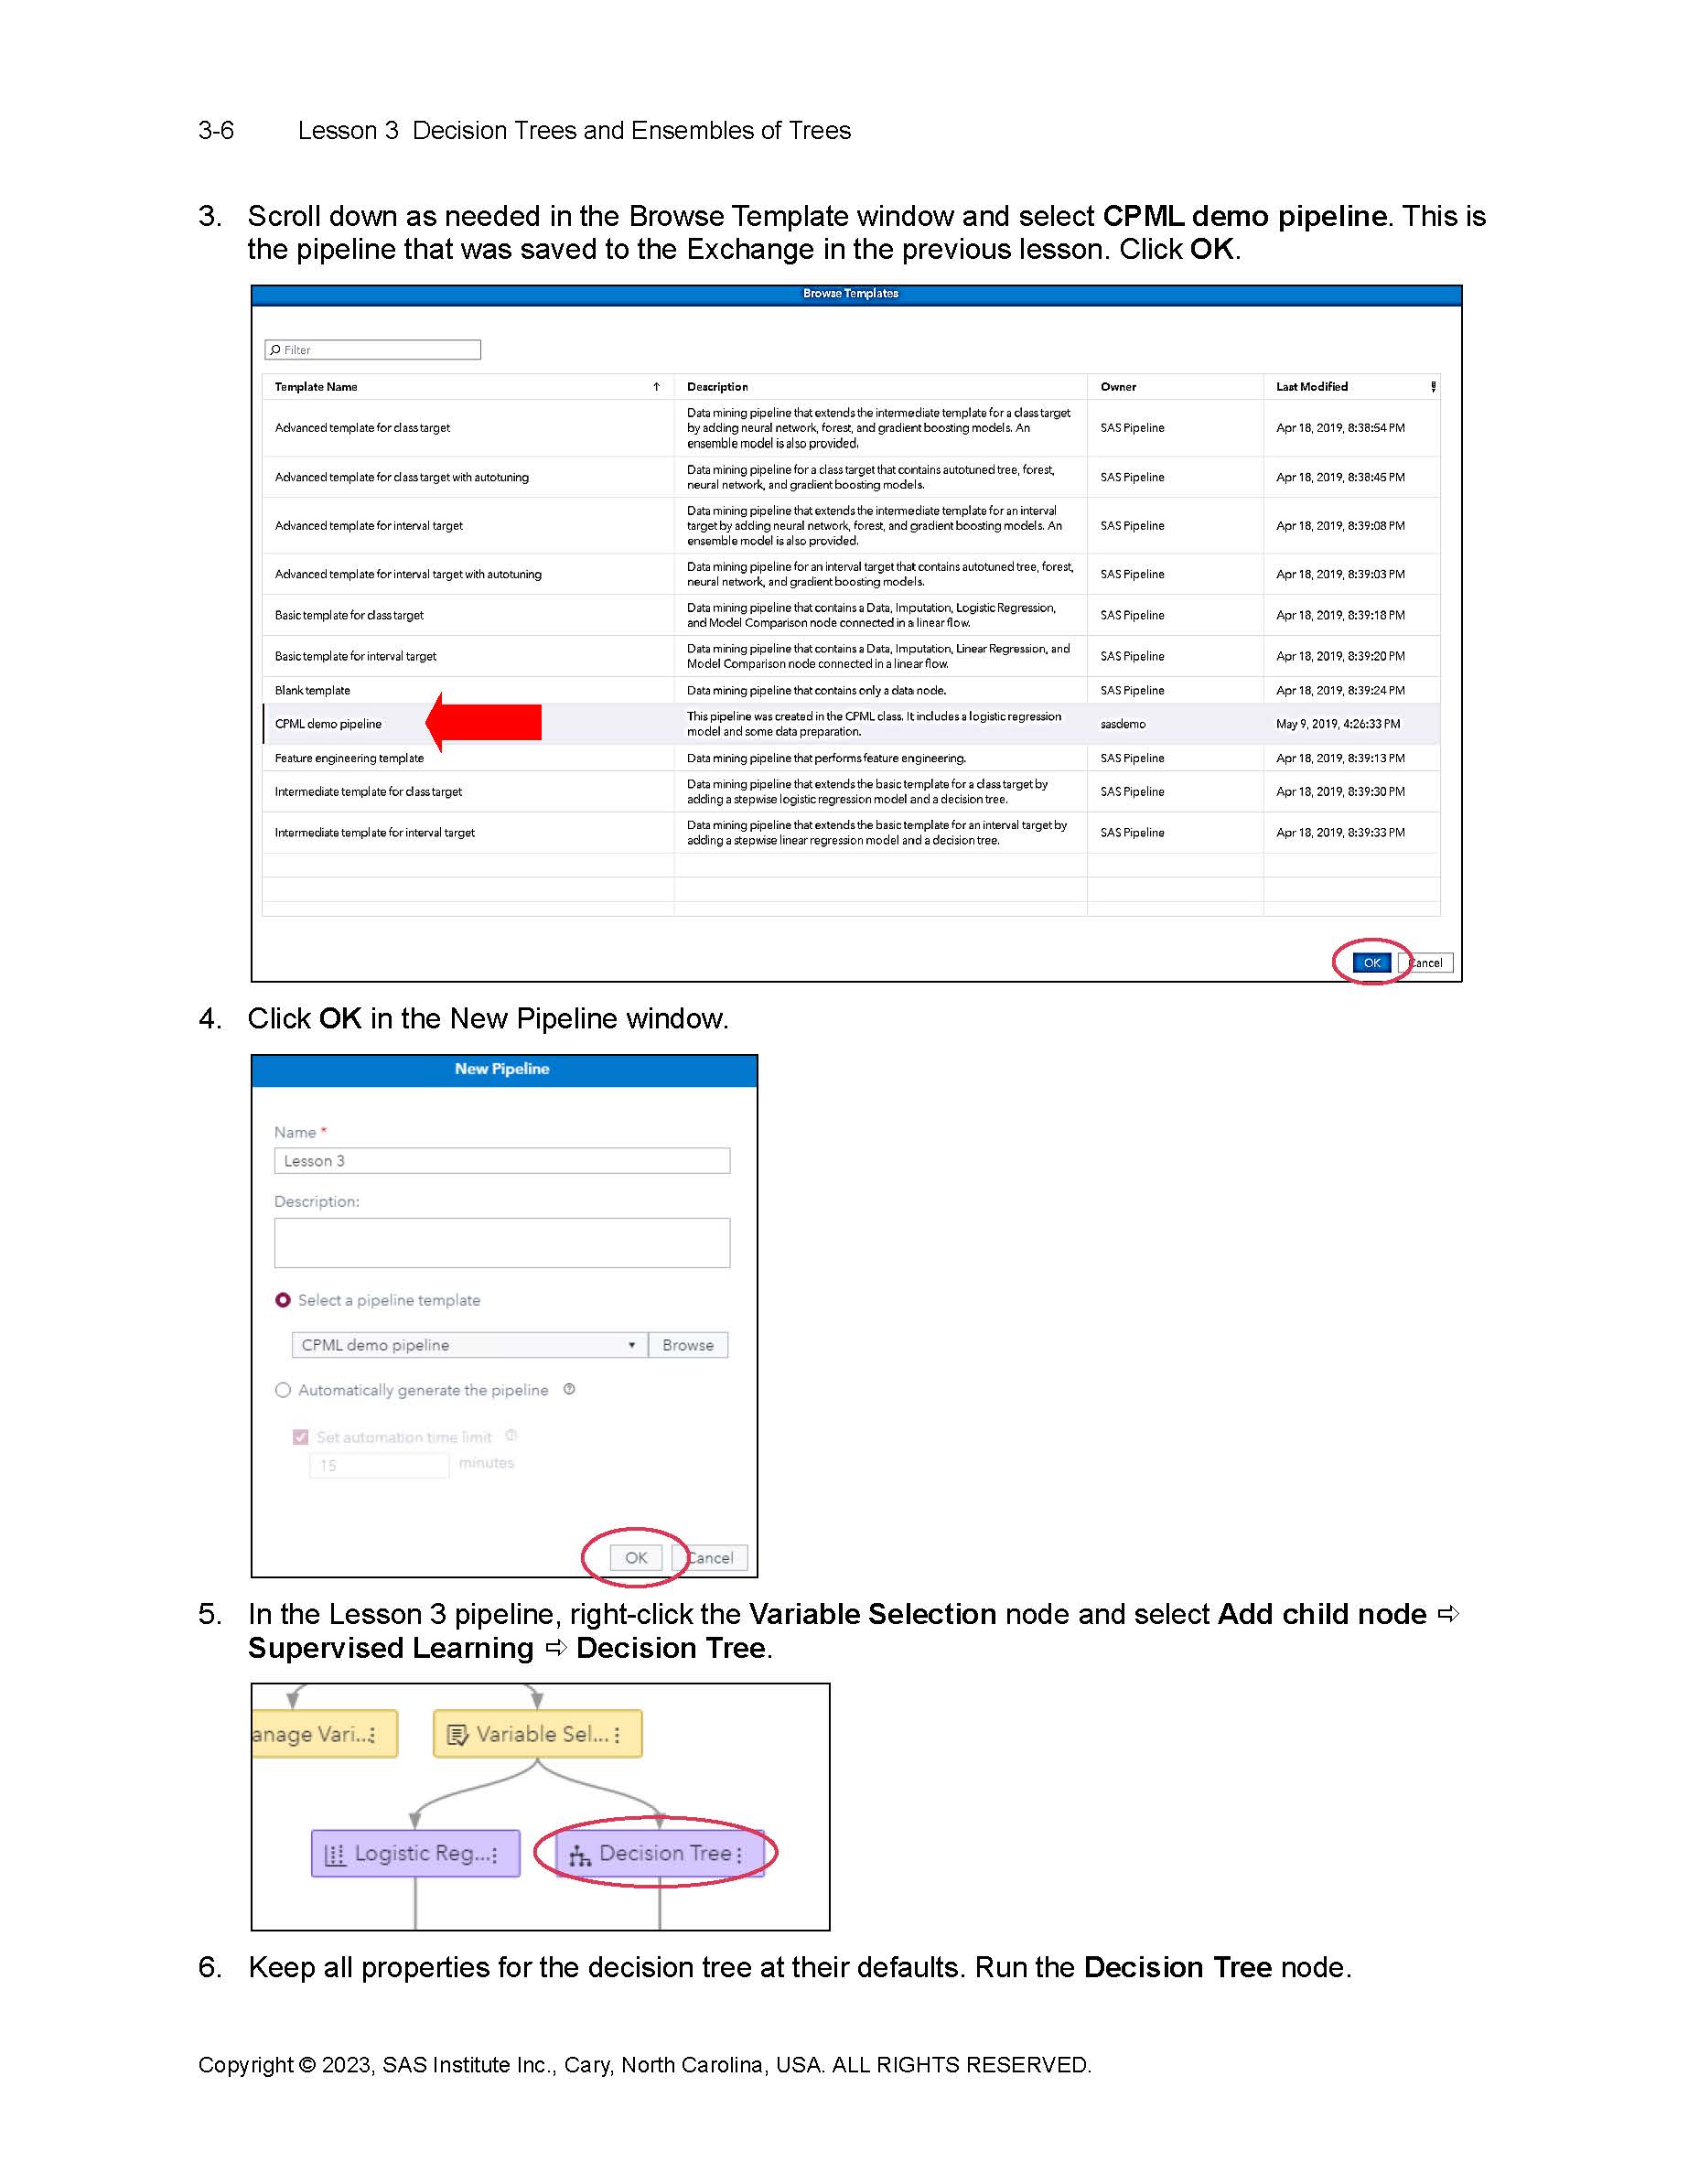 3-6 Lesson 3 Decision Trees and Ensembles of Trees
3. Scroll down as needed in the Browse Template window and select CPML demo pipeline. This is
the pipeline that was saved to the Exchange in the previous lesson. Click OK.
Browse Templates
Filter
Template Name ↑ Description Owner Last Modified
Advanced template for class target
Data mining pipeline that extends the intermediate template for a class target
by adding neural network, forest, and gradient boosting models. An
ensemble model is also provided.
SAS Pipeline Apr 18, 2019, 8:38:54 PM
Advanced template for class target with autotuning
Data mining pipeline for a class target that contains autotuned tree, forest,
neural network, and gradient boosting models.
SAS Pipeline Apr 18, 2019, 8:38:45 PM
Advanced template for interval target
Data mining pipeline that extends the intermediate template for an interval
target by adding neural network, forest, and gradient boosting models. An
ensemble model is also provided.
SAS Pipeline Apr 18, 2019, 8:39:08 PM
Advanced template for interval target with autotuning
Data mining pipeline for an interval target that contains autotuned tree, forest,
neural network, and gradient boosting models.
SAS Pipeline Apr 18, 2019, 8:39:03 PM
Basic template for class target
Data mining pipeline that contains a Data, Imputation, Logistic Regression,
and Model Comparison node connected in a linear flow.
SAS Pipeline Apr 18, 2019, 8:39:18 PM
Basic template for interval target
Data mining pipeline that contains a Data, Imputation, Linear Regression, and
Model Comparison node connected in a linear flow.
SAS Pipeline Apr 18, 2019, 8:39:20 PM
Blank template Data mining pipeline that contains only a data node. SAS Pipeline Apr 18, 2019, 8:39:24 PM
CPML demo pipeline
This pipeline was created in the CPML class. It includes a logistic regression
model and some data preparation.
sasdemo May 9, 2019, 4:26:33 PM
Feature engineering template Data mining pipeline that performs feature engineering. SAS Pipeline Apr 18, 2019, 8:39:13 PM
Intermediate template for class target
Data mining pipeline that extends the basic template for a class target by
adding a stepwise logistic regression model and a decision tree.
SAS Pipeline Apr 18, 2019, 8:39:30 PM
Intermediate template for interval target
Data mining pipeline that extends the basic template for an interval target by
adding a stepwise linear regression model and a decision tree.
SAS Pipeline Apr 18, 2019, 8:39:33 PM
OK Cancel
4. Click OK in the New Pipeline window.
New Pipeline
Name *
Lesson 3
Description:
Select a pipeline template
CPML demo pipeline Browse
Automatically generate the pipeline
Set automation time limit
15 minutes
OK Cancel
5. In the Lesson 3 pipeline, right-click the Variable Selection node and select Add child node ⇨
Supervised Learning ⇨ Decision Tree.
anage Vari... Variable Sel...
Logistic Reg... Decision Tree
6. Keep all properties for the decision tree at their defaults. Run the Decision Tree node.
Copyright © 2023, SAS Institute Inc., Cary, North Carolina, USA. ALL RIGHTS RESERVED.